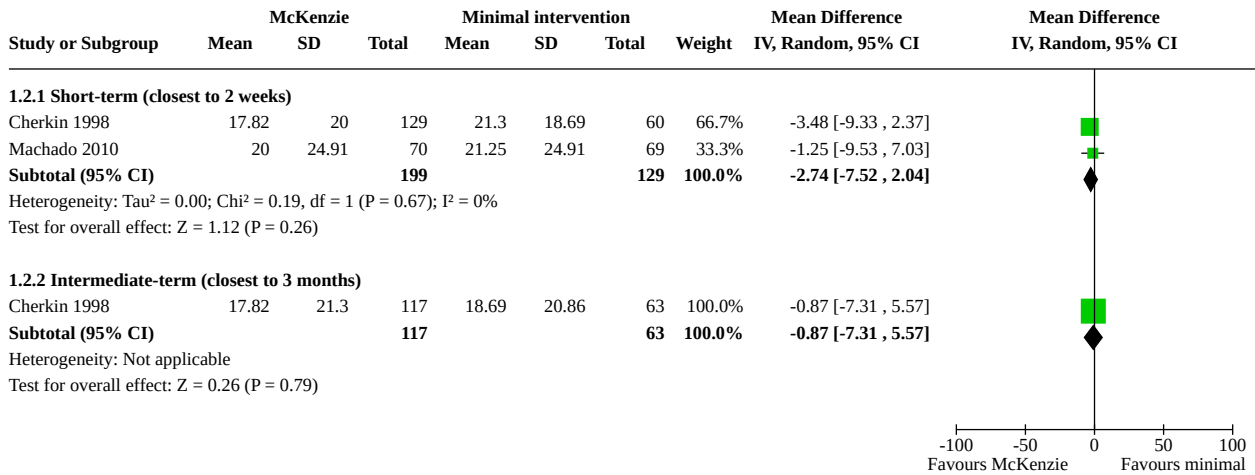 McKenzie Minimal intervention Mean Difference Mean Difference
Study or Subgroup Mean SD Total Mean SD Total Weight IV, Random, 95% CI IV, Random, 95% CI
1.2.1 Short-term (closest to 2 weeks)
Cherkin 1998 17.82 20 129 21.3 18.69 60 66.7% -3.48 [-9.33 , 2.37]
Machado 2010 20 24.91 70 21.25 24.91 69 33.3% -1.25 [-9.53 , 7.03]
Subtotal (95% CI) 199 129 100.0% -2.74 [-7.52 , 2.04]
Heterogeneity: Tau² = 0.00; Chi² = 0.19, df = 1 (P = 0.67); I² = 0%
Test for overall effect: Z = 1.12 (P = 0.26)
1.2.2 Intermediate-term (closest to 3 months)
Cherkin 1998 17.82 21.3 117 18.69 20.86 63 100.0% -0.87 [-7.31 , 5.57]
Subtotal (95% CI) 117 63 100.0% -0.87 [-7.31 , 5.57]
Heterogeneity: Not applicable
Test for overall effect: Z = 0.26 (P = 0.79)
-100 -50 0 50 100
Favours McKenzie Favours minimal